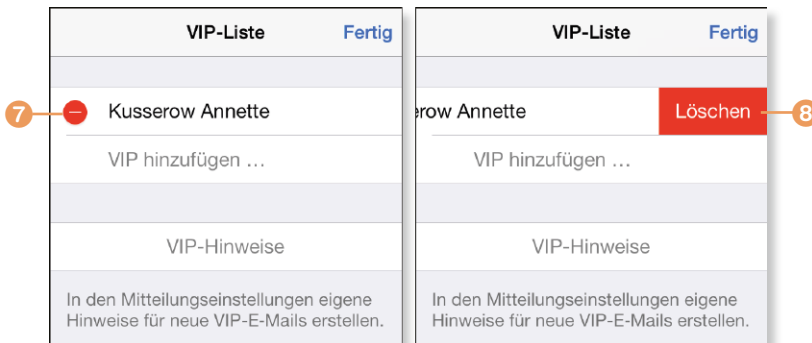 VIP-Liste Fertig
7 Kusserow Annette
VIP hinzufügen …
VIP-Hinweise
In den Mitteilungseinstellungen eigene
Hinweise für neue VIP-E-Mails erstellen.
VIP-Liste Fertig
row Annette Löschen 8
VIP hinzufügen …
VIP-Hinweise
In den Mitteilungseinstellungen eigene
Hinweise für neue VIP-E-Mails erstellen.